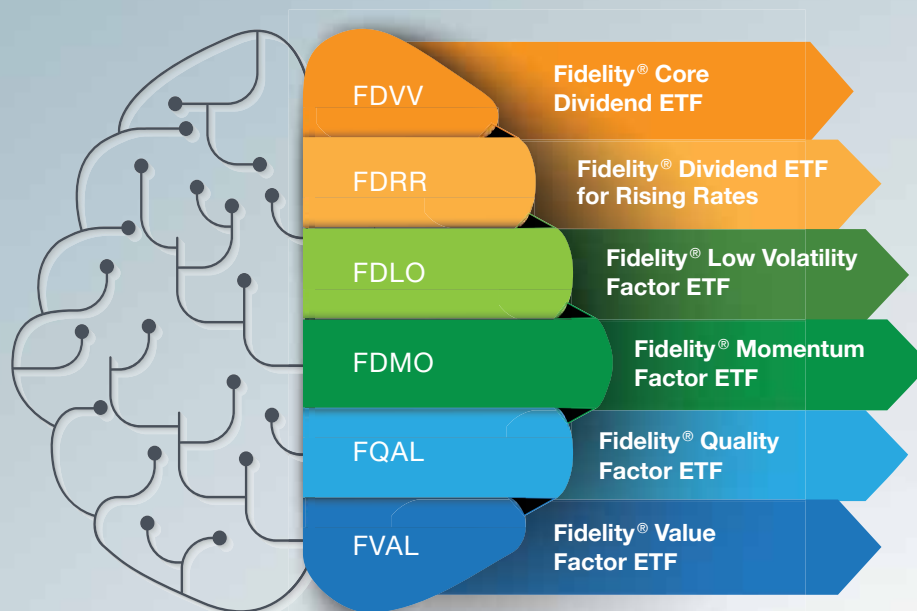 FDVV
Fidelity® Core
Dividend ETF
FDRR
Fidelity® Dividend ETF
for Rising Rates
FDLO
Fidelity® Low Volatility
Factor ETF
FDMO
Fidelity® Momentum
Factor ETF
FQAL
Fidelity® Quality
Factor ETF
FVAL
Fidelity® Value
Factor ETF